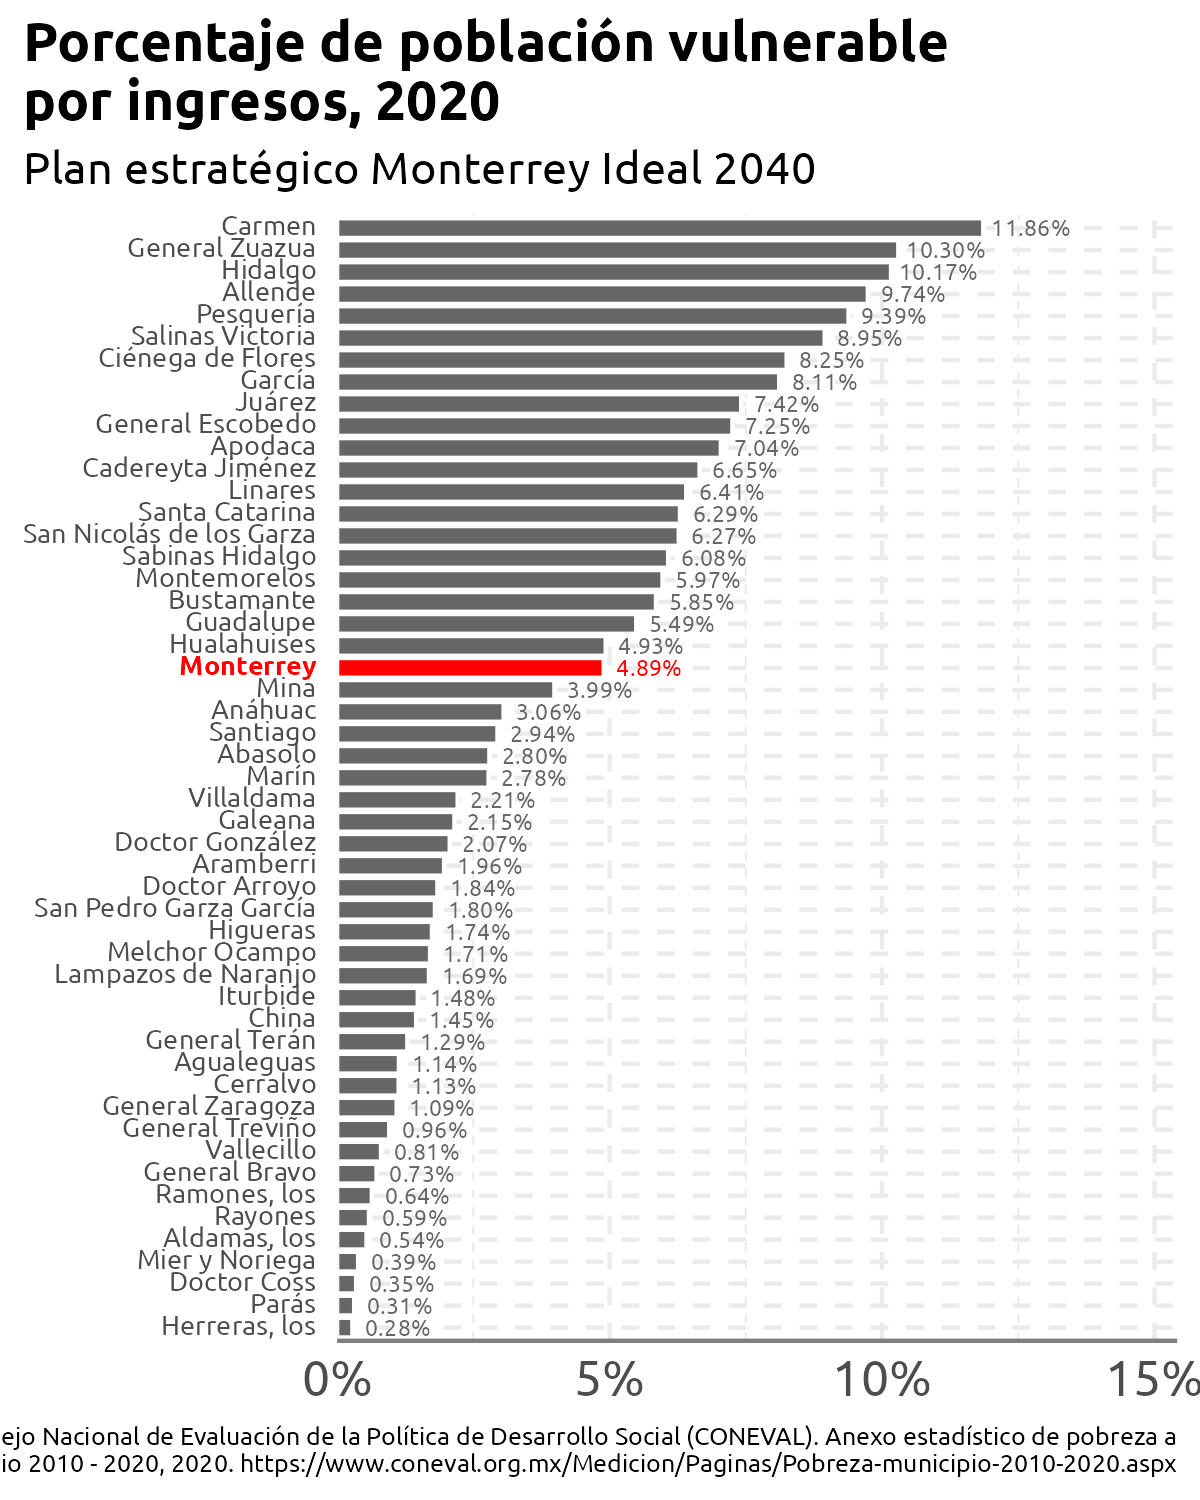 Porcentaje de población vulnerable
por ingresos, 2020
Plan estratégico Monterrey Ideal 2040
Carmen 11.86%
General Zuazua 10.30%
Hidalgo 10.17%
Allende 9.74%
Pesquería 9.39%
Salinas Victoria 8.95%
Ciénega de Flores 8.25%
García 8.11%
Juárez 7.42%
General Escobedo 7.25%
Apodaca 7.04%
Cadereyta Jiménez 6.65%
Linares 6.41%
Santa Catarina 6.29%
San Nicolás de los Garza 6.27%
Sabinas Hidalgo 6.08%
Montemorelos 5.97%
Bustamante 5.85%
Guadalupe 5.49%
Hualahuises 4.93%
Monterrey 4.89%
Mina 3.99%
Anáhuac 3.06%
Santiago 2.94%
Abasolo 2.80%
Marín 2.78%
Villaldama 2.21%
Galeana 2.15%
Doctor González 2.07%
Aramberri 1.96%
Doctor Arroyo 1.84%
San Pedro Garza García 1.80%
Higueras 1.74%
Melchor Ocampo 1.71%
Lampazos de Naranjo 1.69%
Iturbide 1.48%
China 1.45%
General Terán 1.29%
Agualeguas 1.14%
Cerralvo 1.13%
General Zaragoza 1.09%
General Treviño 0.96%
Vallecillo 0.81%
General Bravo 0.73%
Ramones, los 0.64%
Rayones 0.59%
Aldamas, los 0.54%
Mier y Noriega 0.39%
Doctor Coss 0.35%
Parás 0.31%
Herreras, los 0.28%
0% 5% 10% 15%
ejo Nacional de Evaluación de la Política de Desarrollo Social (CONEVAL). Anexo estadístico de pobreza a
io 2010 - 2020, 2020. https://www.coneval.org.mx/Medicion/Paginas/Pobreza-municipio-2010-2020.aspx